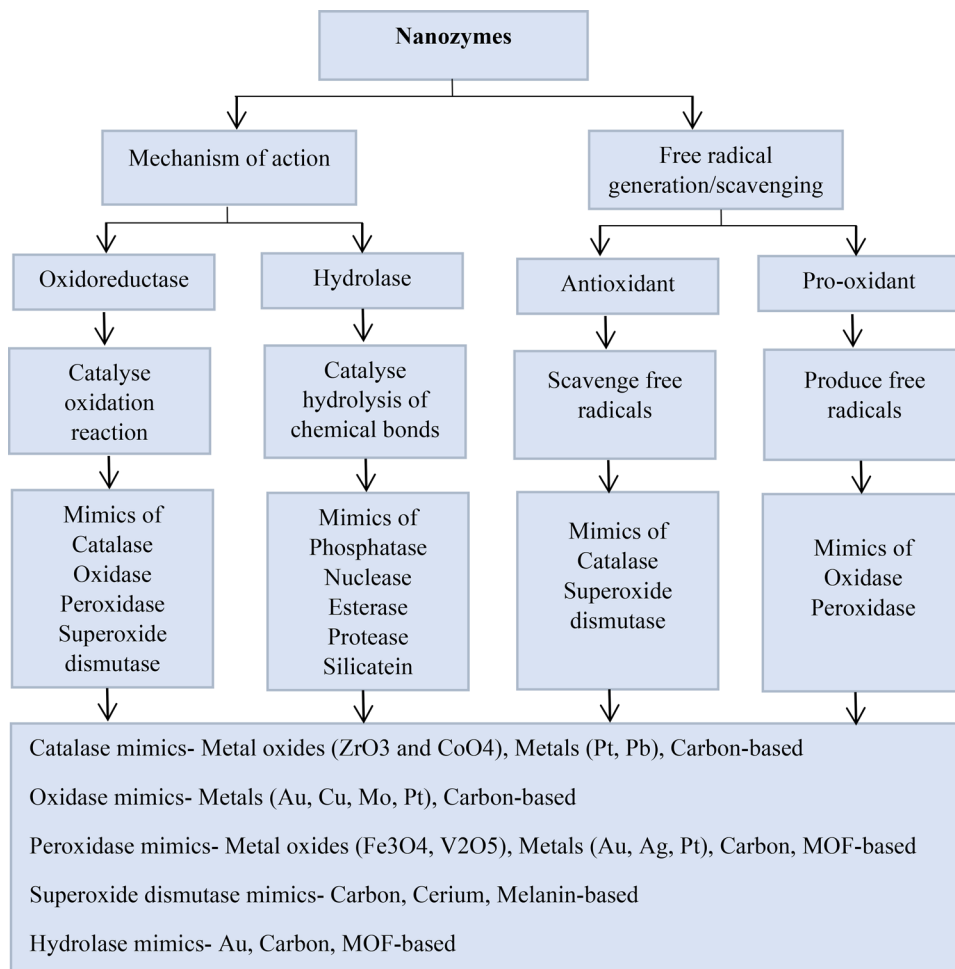 Nanozymes
Mechanism of action
Free radical
generation/scavenging
Oxidoreductase
Hydrolase
Antioxidant
Pro-oxidant
Catalyse
oxidation
reaction
Catalyse
hydrolysis of
chemical bonds
Scavenge free
radicals
Produce free
radicals
Mimics of
Catalase
Oxidase
Peroxidase
Superoxide
dismutase
Mimics of
Phosphatase
Nuclease
Esterase
Protease
Silicatein
Mimics of
Catalase
Superoxide
dismutase
Mimics of
Oxidase
Peroxidase
Catalase mimics- Metal oxides (ZrO3 and CoO4), Metals (Pt, Pb), Carbon-based
Oxidase mimics- Metals (Au, Cu, Mo, Pt), Carbon-based
Peroxidase mimics- Metal oxides (Fe3O4, V2O5), Metals (Au, Ag, Pt), Carbon, MOF-based
Superoxide dismutase mimics- Carbon, Cerium, Melanin-based
Hydrolase mimics- Au, Carbon, MOF-based